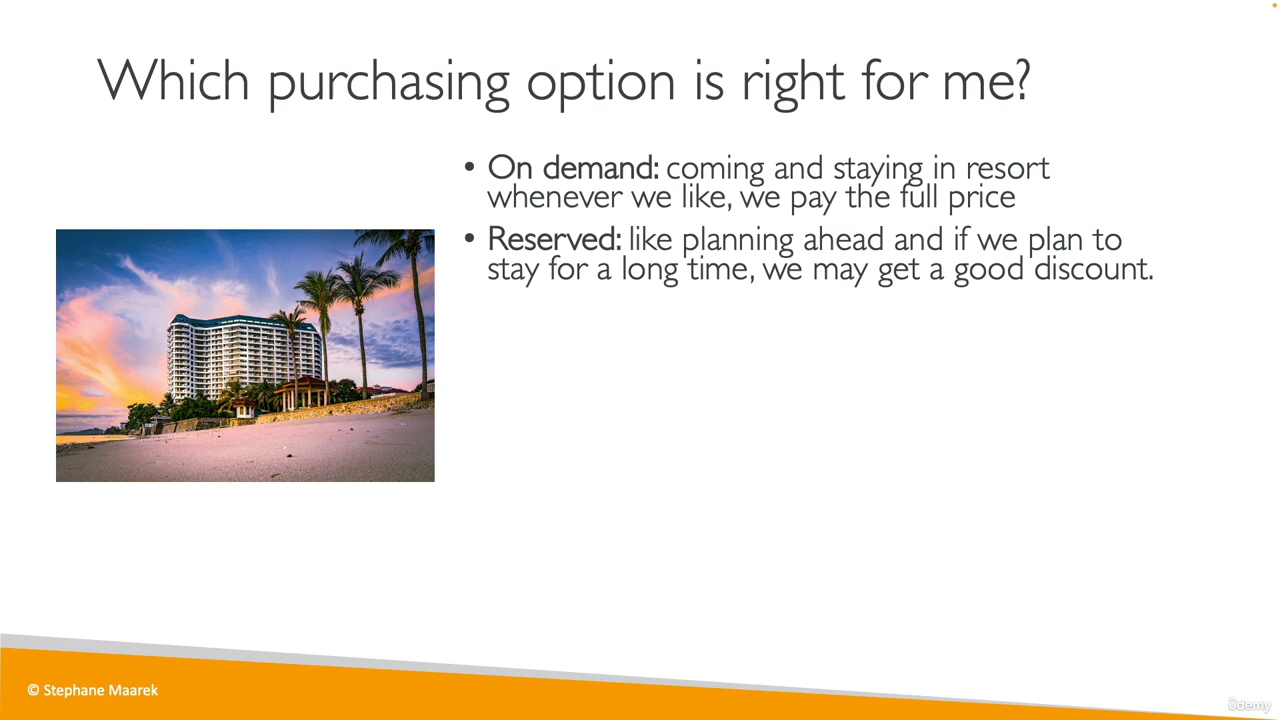 Which purchasing option is right for me?
• On demand: coming and staying in resort
whenever we like, we pay the full price
• Reserved: like planning ahead and if we plan to
stay for a long time, we may get a good discount.
© Stephane Maarek
ûdemy